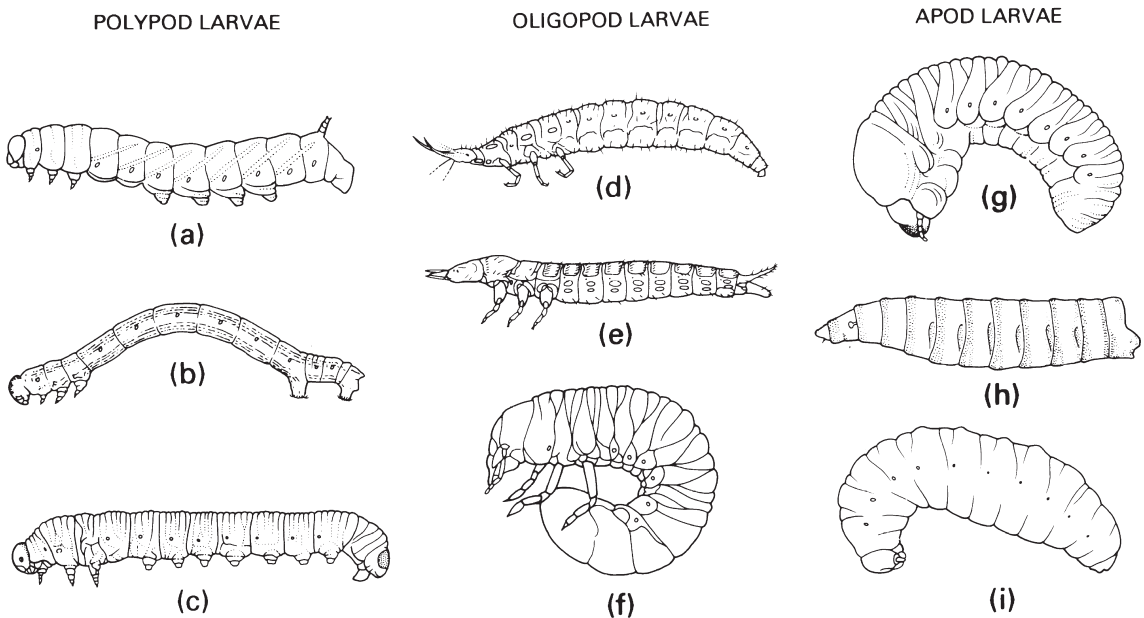 POLYPOD LARVAE
OLIGOPOD LARVAE
APOD LARVAE
(a)
(d)
(g)
(b)
(e)
(h)
(c)
(f)
(i)